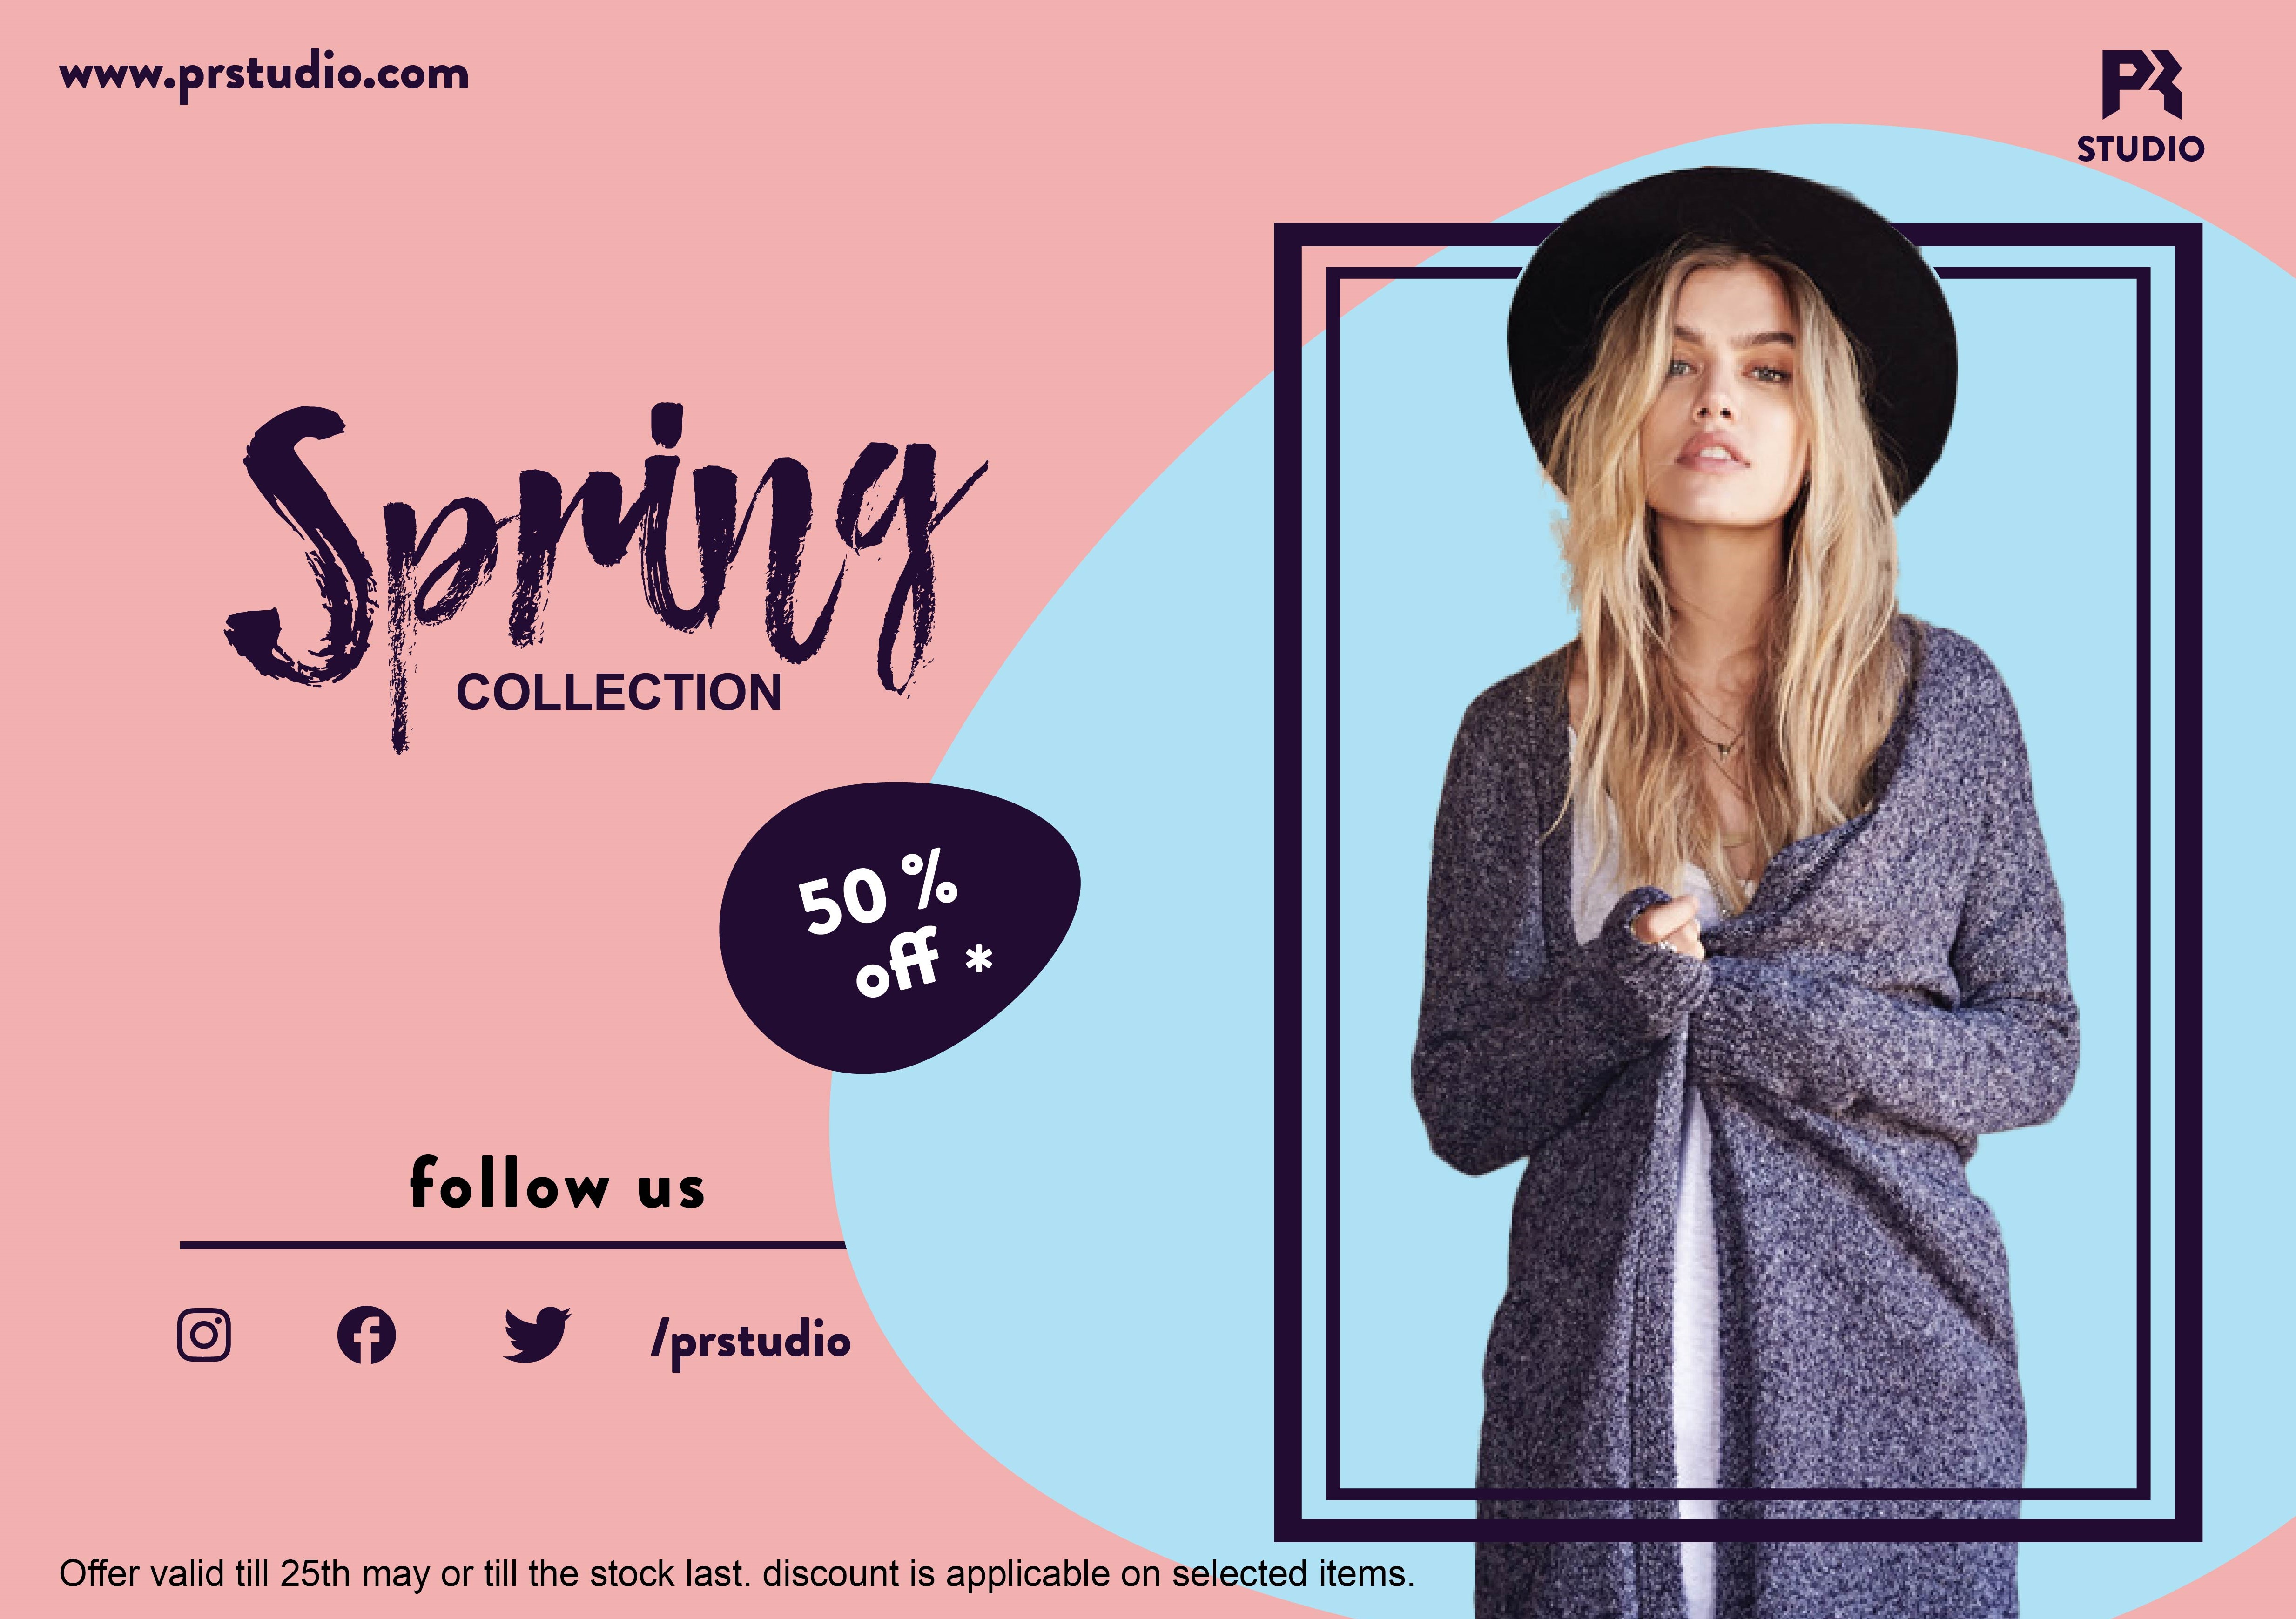 www.prstudio.com
PR
STUDIO
Spring
COLLECTION
50 %
off *
follow us
/prstudio
Offer valid till 25th may or till the stock last. discount is applicable on selected items.